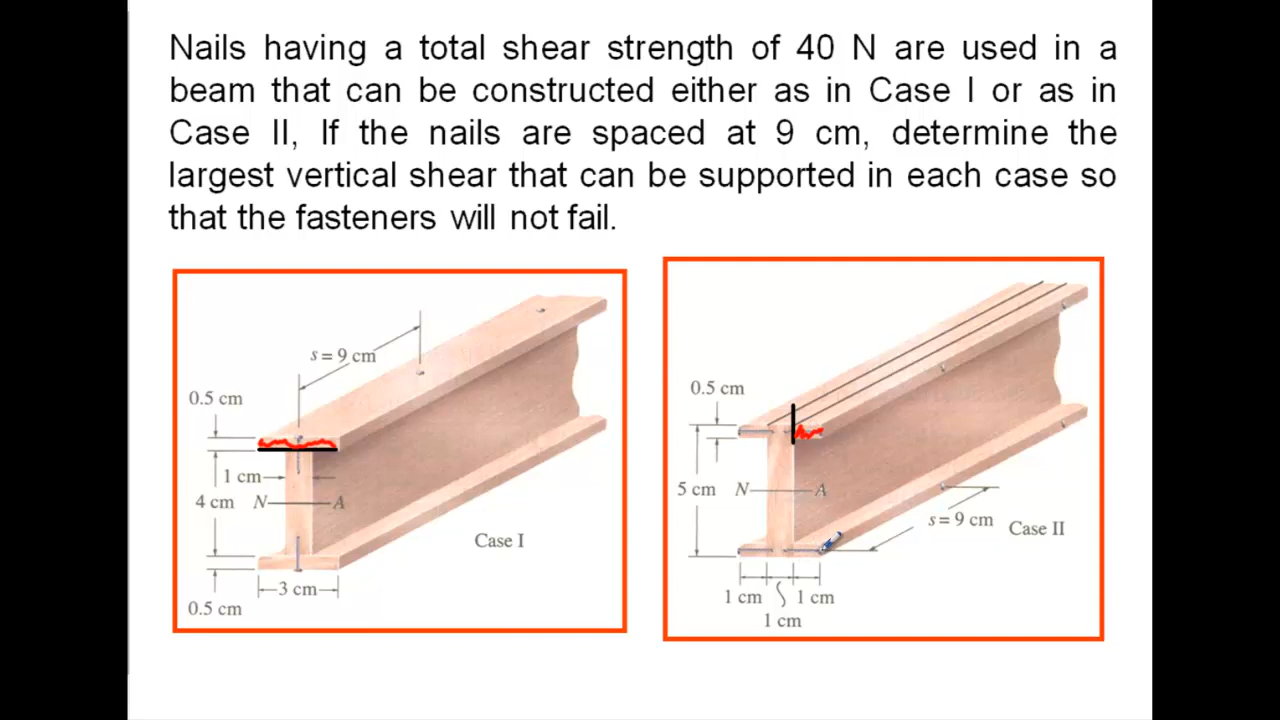 Nails having a total shear strength of 40 N are used in a
beam that can be constructed either as in Case I or as in
Case II, If the nails are spaced at 9 cm, determine the
largest vertical shear that can be supported in each case so
that the fasteners will not fail.
s = 9 cm
0.5 cm
1 cm
4 cm N A
Case I
3 cm
0.5 cm
0.5 cm
5 cm N A
s = 9 cm Case II
1 cm 1 cm
1 cm